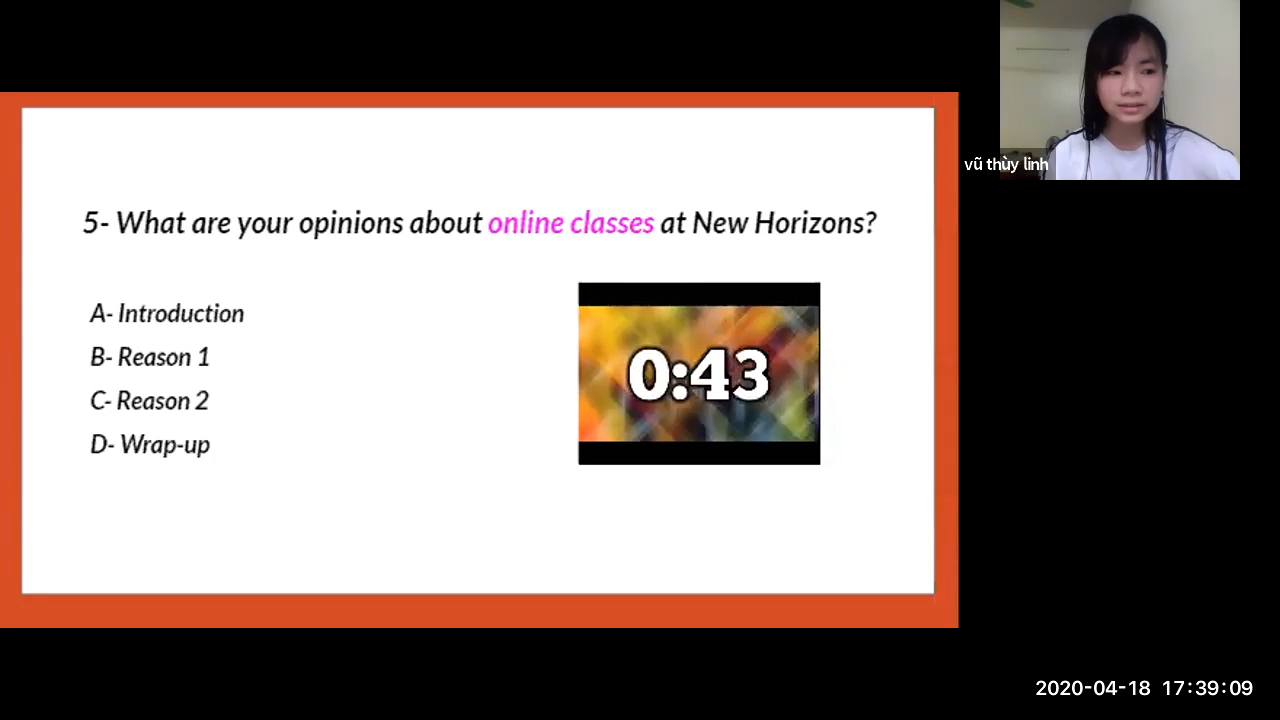 vũ thùy linh
5- What are your opinions about online classes at New Horizons?
A- Introduction
B- Reason 1
C- Reason 2
D- Wrap-up
0:43
2020-04-18 17:39:09